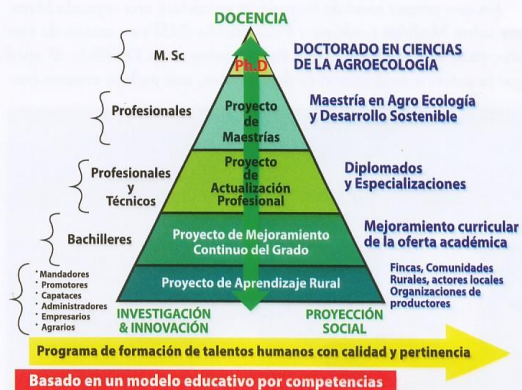 DOCENCIA
M. Sc
Ph.D
DOCTORADO EN CIENCIAS
DE LA AGROECOLOGÍA
Profesionales
Proyecto
de
Maestrías
Maestría en Agro Ecología
y Desarrollo Sostenible
Profesionales
y
Técnicos
Proyecto
de
Actualización
Profesional
Diplomados
y Especializaciones
Bachilleres
Proyecto de Mejoramiento
Continuo del Grado
Mejoramiento curricular
de la oferta académica
* Mandadores
* Promotores
* Capataces
* Administradores
* Empresarios
* Agrarios
Proyecto de Aprendizaje Rural
Fincas, Comunidades
Rurales, actores locales
Organizaciones de
productores
INVESTIGACIÓN
& INNOVACIÓN
PROYECCIÓN
SOCIAL
Programa de formación de talentos humanos con calidad y pertinencia
Basado en un modelo educativo por competencias